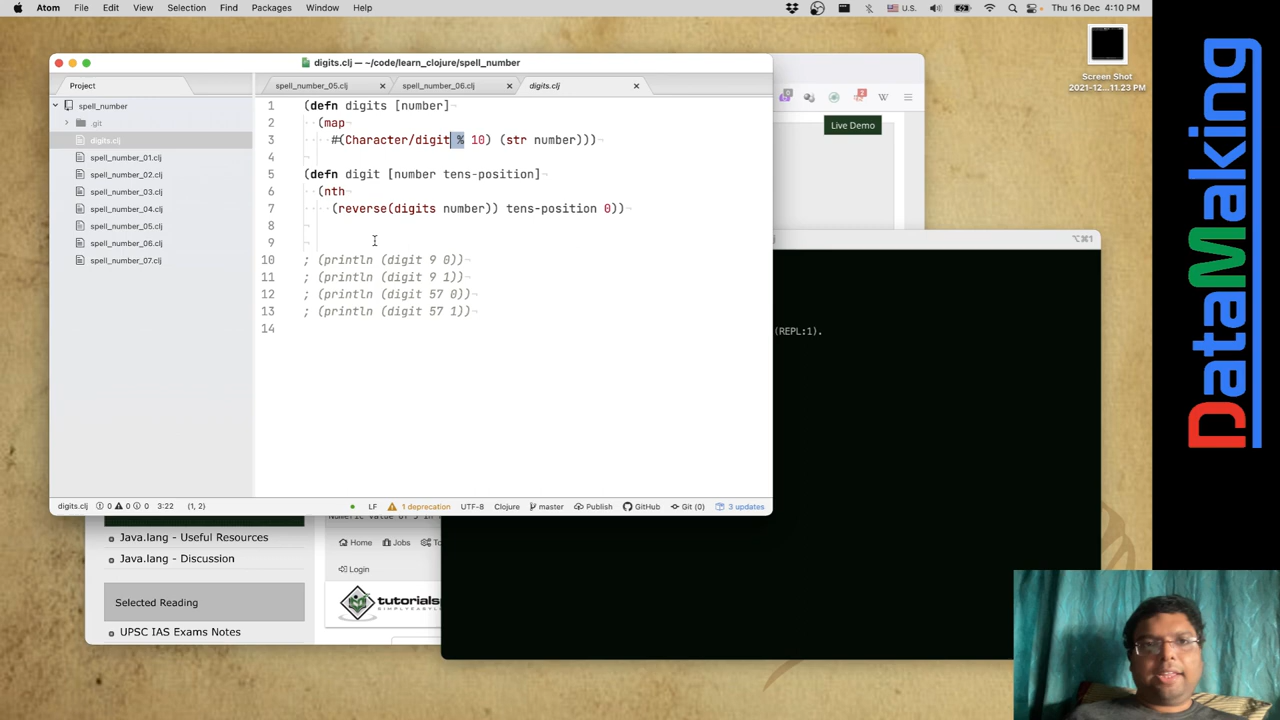 Atom File Edit View Selection Find Packages Window Help U.S. Thu 16 Dec 4:10 PM
digits.clj — ~/code/learn_clojure/spell_number
Project
spell_number_05.clj
spell_number_06.clj
digits.clj
spell_number
.git
digits.clj
spell_number_01.clj
spell_number_02.clj
spell_number_03.clj
spell_number_04.clj
spell_number_05.clj
spell_number_06.clj
spell_number_07.clj
1 (defn digits [number]
2 (map
3 #(Character/digit % 10) (str number)))
4
5 (defn digit [number tens-position]
6 (nth
7 (reverse(digits number)) tens-position 0))
8
9
10 ; (println (digit 9 0))
11 ; (println (digit 9 1))
12 ; (println (digit 57 0))
13 ; (println (digit 57 1))
14
digits.clj 0 0 0 3:22 (1, 2) LF 1 deprecation UTF-8 Clojure master Publish GitHub Git (0) 3 updates
Live Demo
⌥⌘1
(REPL:1).
Java.lang - Useful Resources
Java.lang - Discussion
Selected Reading
UPSC IAS Exams Notes
Home Jobs
Login
Screen Shot
2021-12...11.23 PM
DataMaking